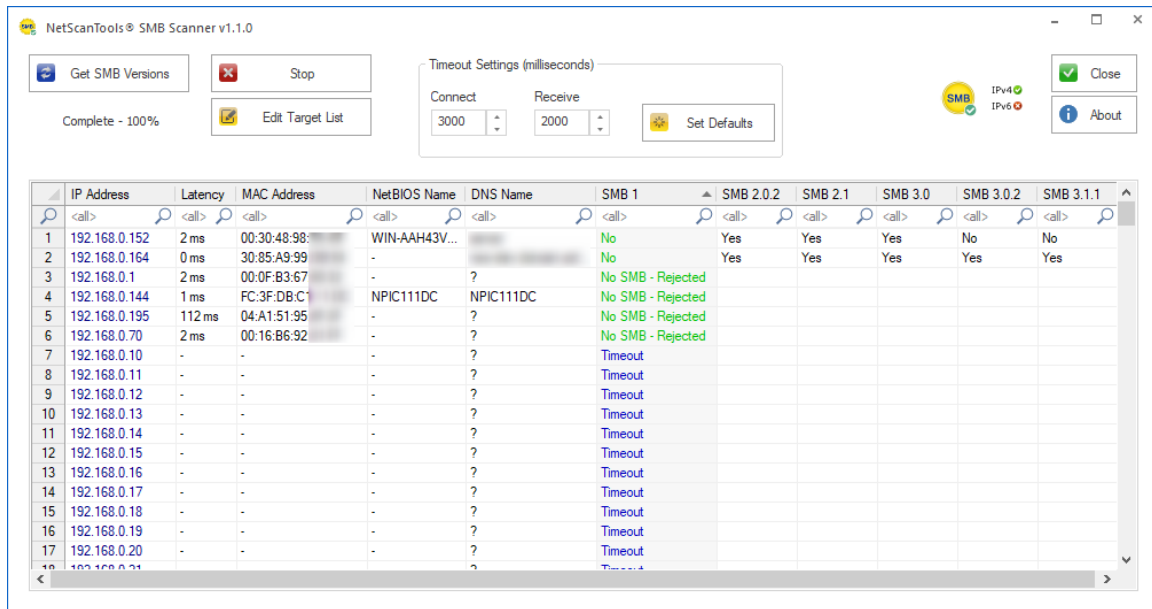 NetScanTools® SMB Scanner v1.1.0
Get SMB Versions
Stop
Complete - 100%
Edit Target List
Timeout Settings (milliseconds)
Connect Receive
3000 2000 Set Defaults
SMB
IPv4
IPv6
Close
About
IP Address Latency MAC Address NetBIOS Name DNS Name SMB 1 SMB 2.0.2 SMB 2.1 SMB 3.0 SMB 3.0.2 SMB 3.1.1
<all> <all> <all> <all> <all> <all> <all> <all> <all> <all> <all>
1 192.168.0.152 2 ms 00:30:48:98: WIN-AAH43V... No Yes Yes Yes No No
2 192.168.0.164 0 ms 30:85:A9:99 - No Yes Yes Yes Yes Yes
3 192.168.0.1 2 ms 00:0F:B3:67 - ? No SMB - Rejected
4 192.168.0.144 1 ms FC:3F:DB:C1 NPIC111DC NPIC111DC No SMB - Rejected
5 192.168.0.195 112 ms 04:A1:51:95 - ? No SMB - Rejected
6 192.168.0.70 2 ms 00:16:B6:92 - ? No SMB - Rejected
7 192.168.0.10 - - - ? Timeout
8 192.168.0.11 - - - ? Timeout
9 192.168.0.12 - - - ? Timeout
10 192.168.0.13 - - - ? Timeout
11 192.168.0.14 - - - ? Timeout
12 192.168.0.15 - - - ? Timeout
13 192.168.0.16 - - - ? Timeout
14 192.168.0.17 - - - ? Timeout
15 192.168.0.18 - - - ? Timeout
16 192.168.0.19 - - - ? Timeout
17 192.168.0.20 - - - ? Timeout